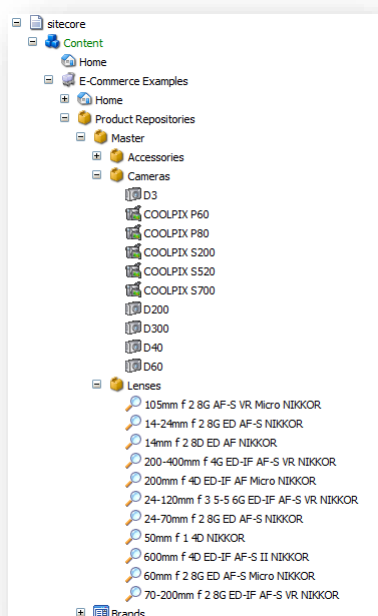 sitecore
Content
Home
E-Commerce Examples
Home
Product Repositories
Master
Accessories
Cameras
D3
COOLPIX P60
COOLPIX P80
COOLPIX S200
COOLPIX S520
COOLPIX S700
D200
D300
D40
D60
Lenses
105mm f 2 8G AF-S VR Micro NIKKOR
14-24mm f 2 8G ED AF-S NIKKOR
14mm f 2 8D ED AF NIKKOR
200-400mm f 4G ED-IF AF-S VR NIKKOR
200mm f 4D ED-IF AF Micro NIKKOR
24-120mm f 3 5-5 6G ED-IF AF-S VR NIKKOR
24-70mm f 2 8G ED AF-S NIKKOR
50mm f 1 4D NIKKOR
600mm f 4D ED-IF AF-S II NIKKOR
60mm f 2 8G ED AF-S Micro NIKKOR
70-200mm f 2 8G ED-IF AF-S VR NIKKOR
Brands